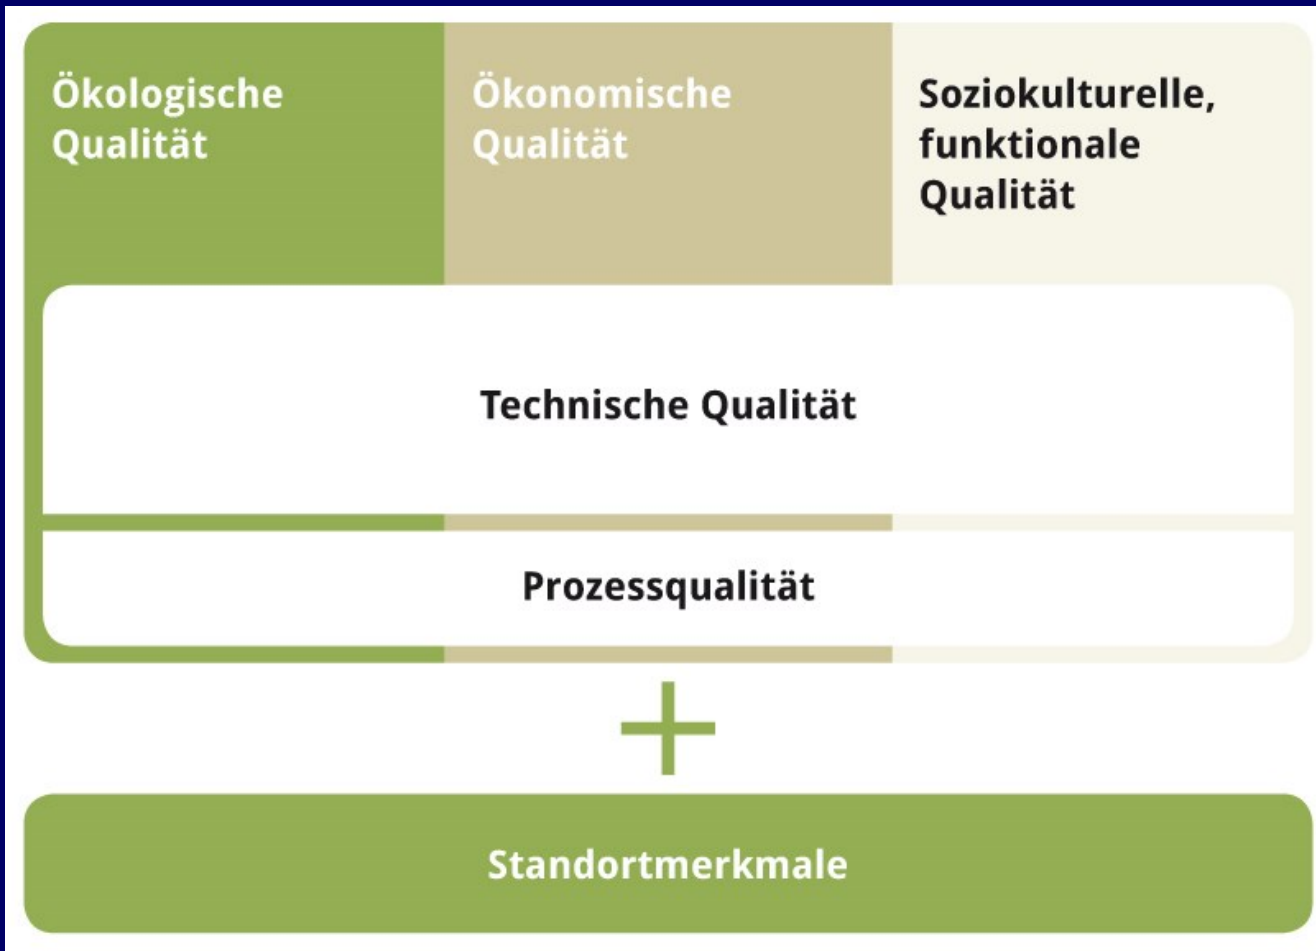 Ökologische
Qualität
Ökonomische
Qualität
Soziokulturelle,
funktionale
Qualität
Technische Qualität
Prozessqualität
Standortmerkmale